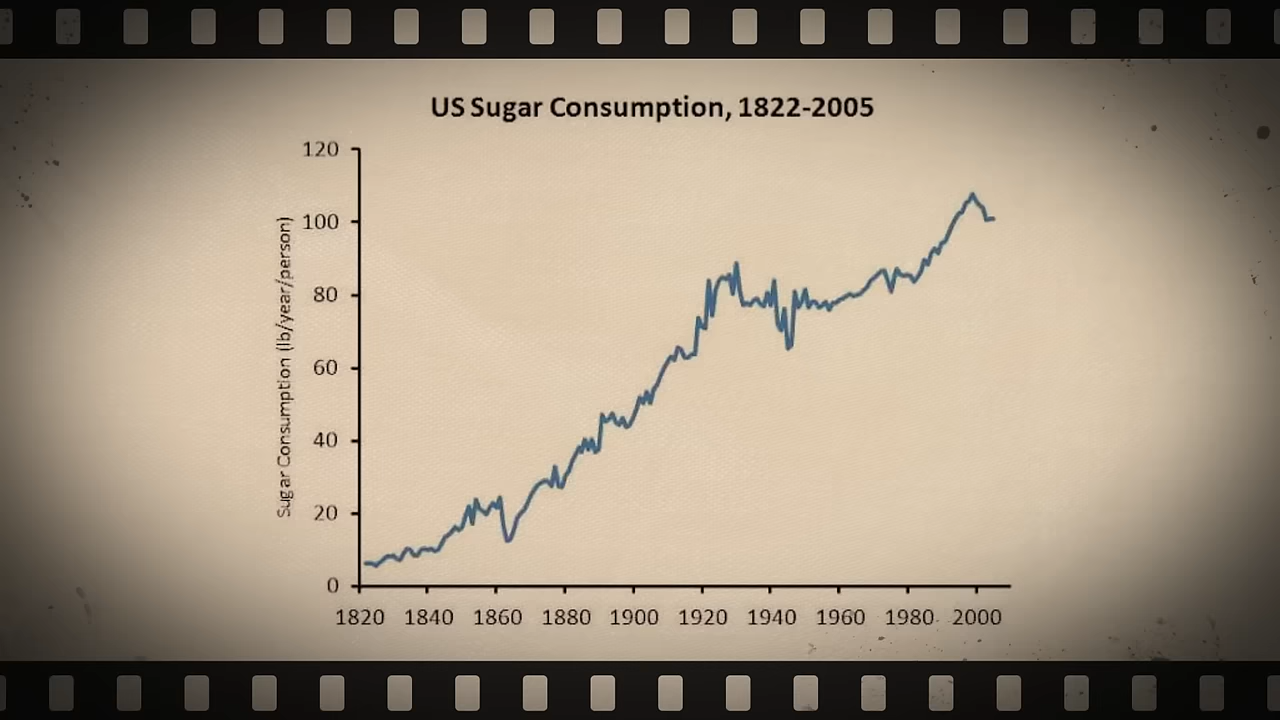 US Sugar Consumption, 1822-2005
Sugar Consumption (lb/year/person)
120
100
80
60
40
20
0
1820 1840 1860 1880 1900 1920 1940 1960 1980 2000